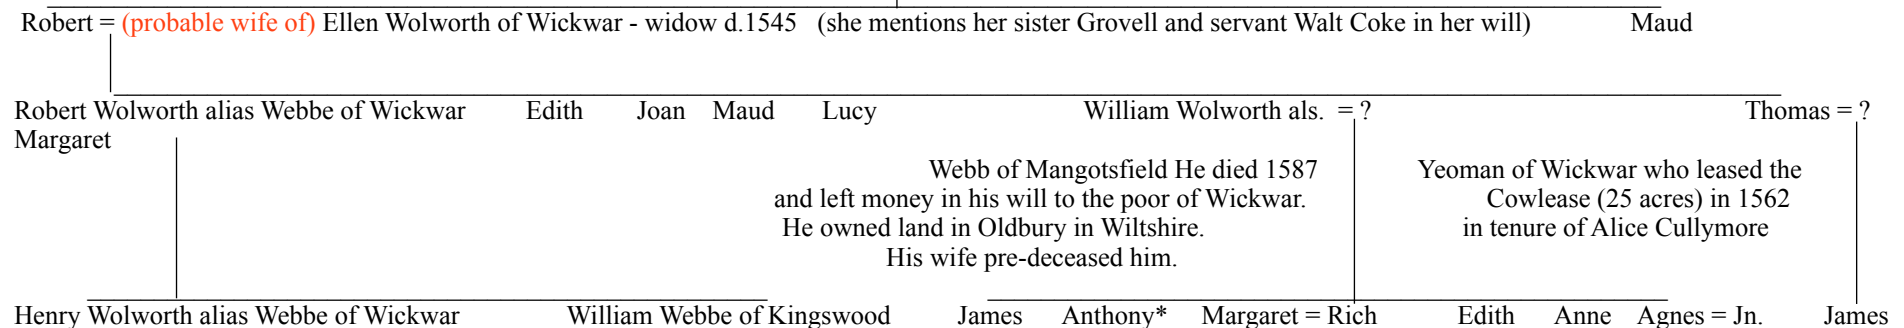 Robert = (probable wife of) Ellen Wolworth of Wickwar - widow d.1545 (she mentions her sister Grovell and servant Walt Coke in her will) Maud
Robert Wolworth alias Webbe of Wickwar Edith Joan Maud Lucy William Wolworth als. = ? Thomas = ?
Margaret
Webb of Mangotsfield He died 1587 Yeoman of Wickwar who leased the
and left money in his will to the poor of Wickwar. Cowlease (25 acres) in 1562
He owned land in Oldbury in Wiltshire. in tenure of Alice Cullymore
His wife pre-deceased him.
Henry Wolworth alias Webbe of Wickwar William Webbe of Kingswood James Anthony* Margaret = Rich Edith Anne Agnes = Jn. James